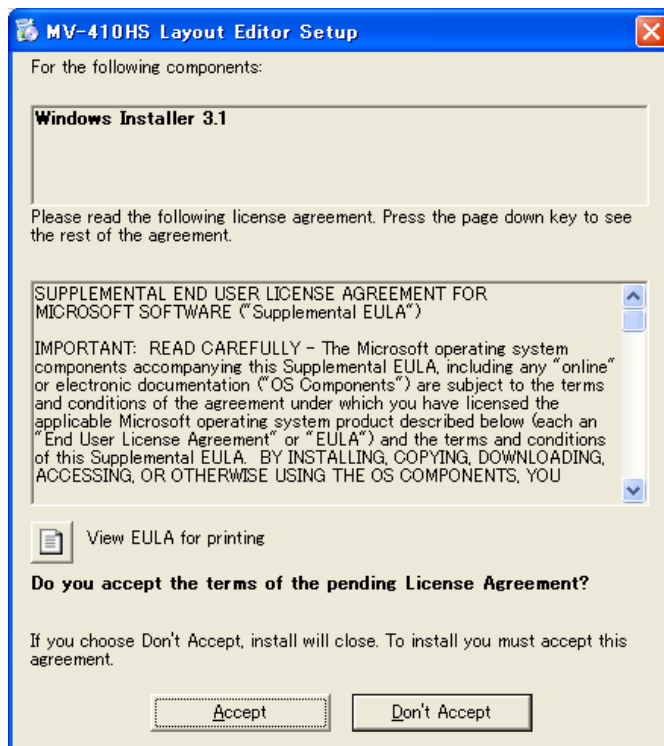 MV-410HS Layout Editor Setup
For the following components:
Windows Installer 3.1
Please read the following license agreement. Press the page down key to see
the rest of the agreement.
SUPPLEMENTAL END USER LICENSE AGREEMENT FOR
MICROSOFT SOFTWARE ("Supplemental EULA")
IMPORTANT:  READ CAREFULLY - The Microsoft operating system
components accompanying this Supplemental EULA, including any "online"
or electronic documentation ("OS Components") are subject to the terms
and conditions of the agreement under which you have licensed the
applicable Microsoft operating system product described below (each an
"End User License Agreement" or "EULA") and the terms and conditions
of this Supplemental EULA.  BY INSTALLING, COPYING, DOWNLOADING,
ACCESSING, OR OTHERWISE USING THE OS COMPONENTS, YOU
View EULA for printing
Do you accept the terms of the pending License Agreement?
If you choose Don't Accept, install will close. To install you must accept this
agreement.
Accept
Don't Accept